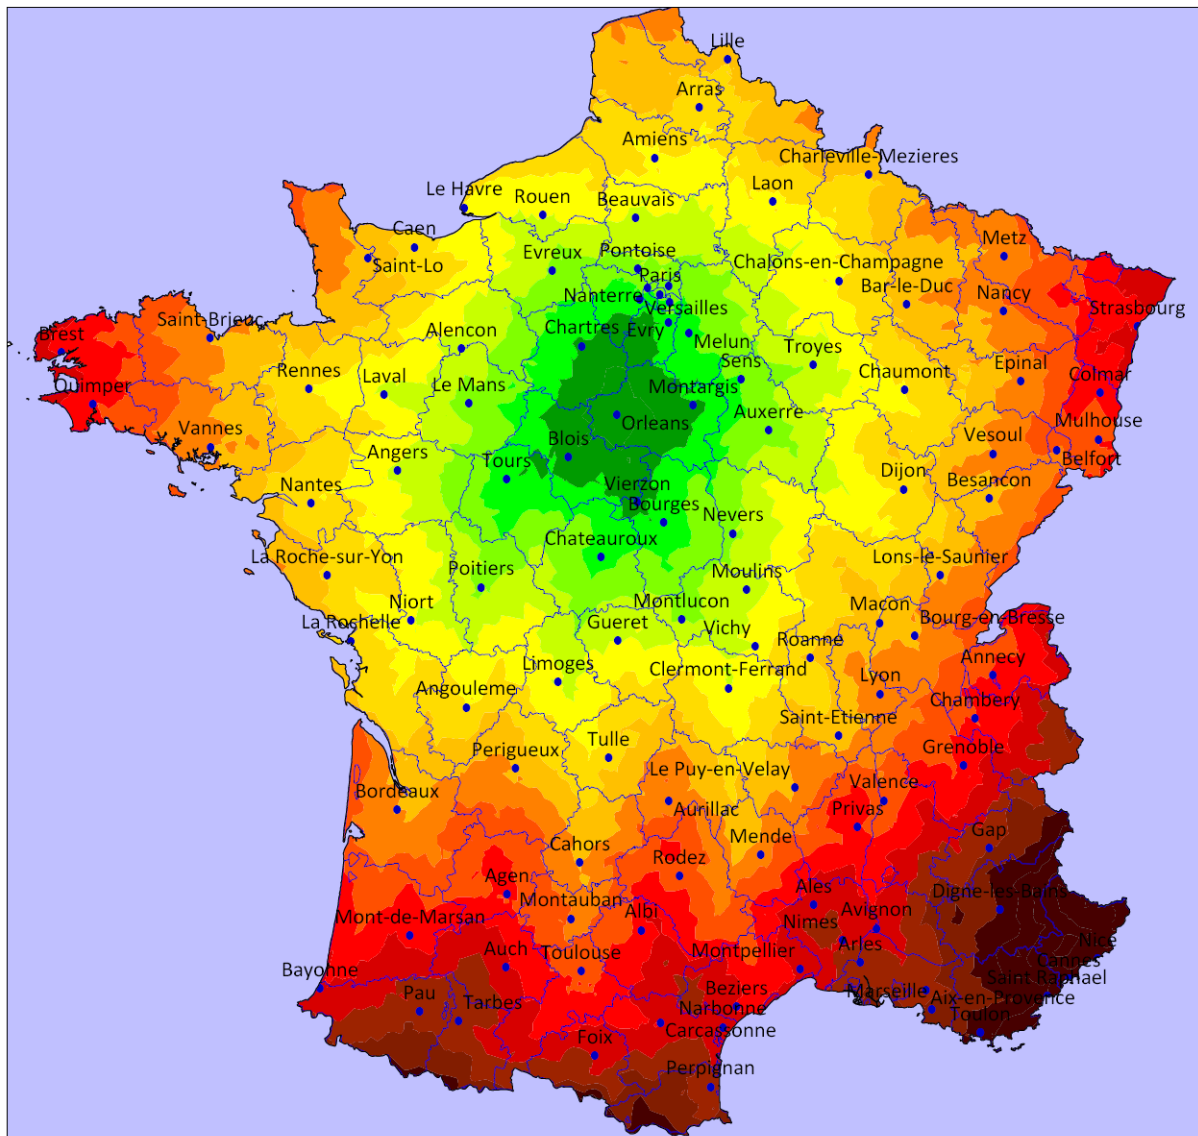 Lille
Arras
Amiens
Charleville-Mezieres
Laon
Le Havre
Rouen
Beauvais
Caen
Saint-Lo
Evreux
Pontoise
Metz
Paris
Chalons-en-Champagne
Bar-le-Duc
Nanterre
Versailles
Nancy
Strasbourg
Brest
Saint-Brieuc
Alencon
Chartres
Evry
Melun
Sens
Troyes
Quimper
Rennes
Laval
Le Mans
Montargis
Chaumont
Epinal
Colmar
Vannes
Orleans
Auxerre
Mulhouse
Angers
Blois
Tours
Vesoul
Belfort
Nantes
Vierzon
Bourges
Dijon
Besancon
Nevers
Chateauroux
La Roche-sur-Yon
Poitiers
Moulins
Lons-le-Saunier
Niort
La Rochelle
Montlucon
Gueret
Vichy
Macon
Bourg-en-Bresse
Roanne
Limoges
Clermont-Ferrand
Annecy
Angouleme
Lyon
Chambery
Saint-Etienne
Perigueux
Tulle
Grenoble
Le Puy-en-Velay
Valence
Bordeaux
Aurillac
Privas
Cahors
Mende
Gap
Rodez
Agen
Ales
Digne-les-Bains
Montauban
Mont-de-Marsan
Albi
Nimes
Avignon
Auch
Toulouse
Montpellier
Arles
Nice
Cannes
Bayonne
Saint-Raphael
Pau
Tarbes
Beziers
Marseille
Aix-en-Provence
Narbonne
Toulon
Carcassonne
Foix
Perpignan